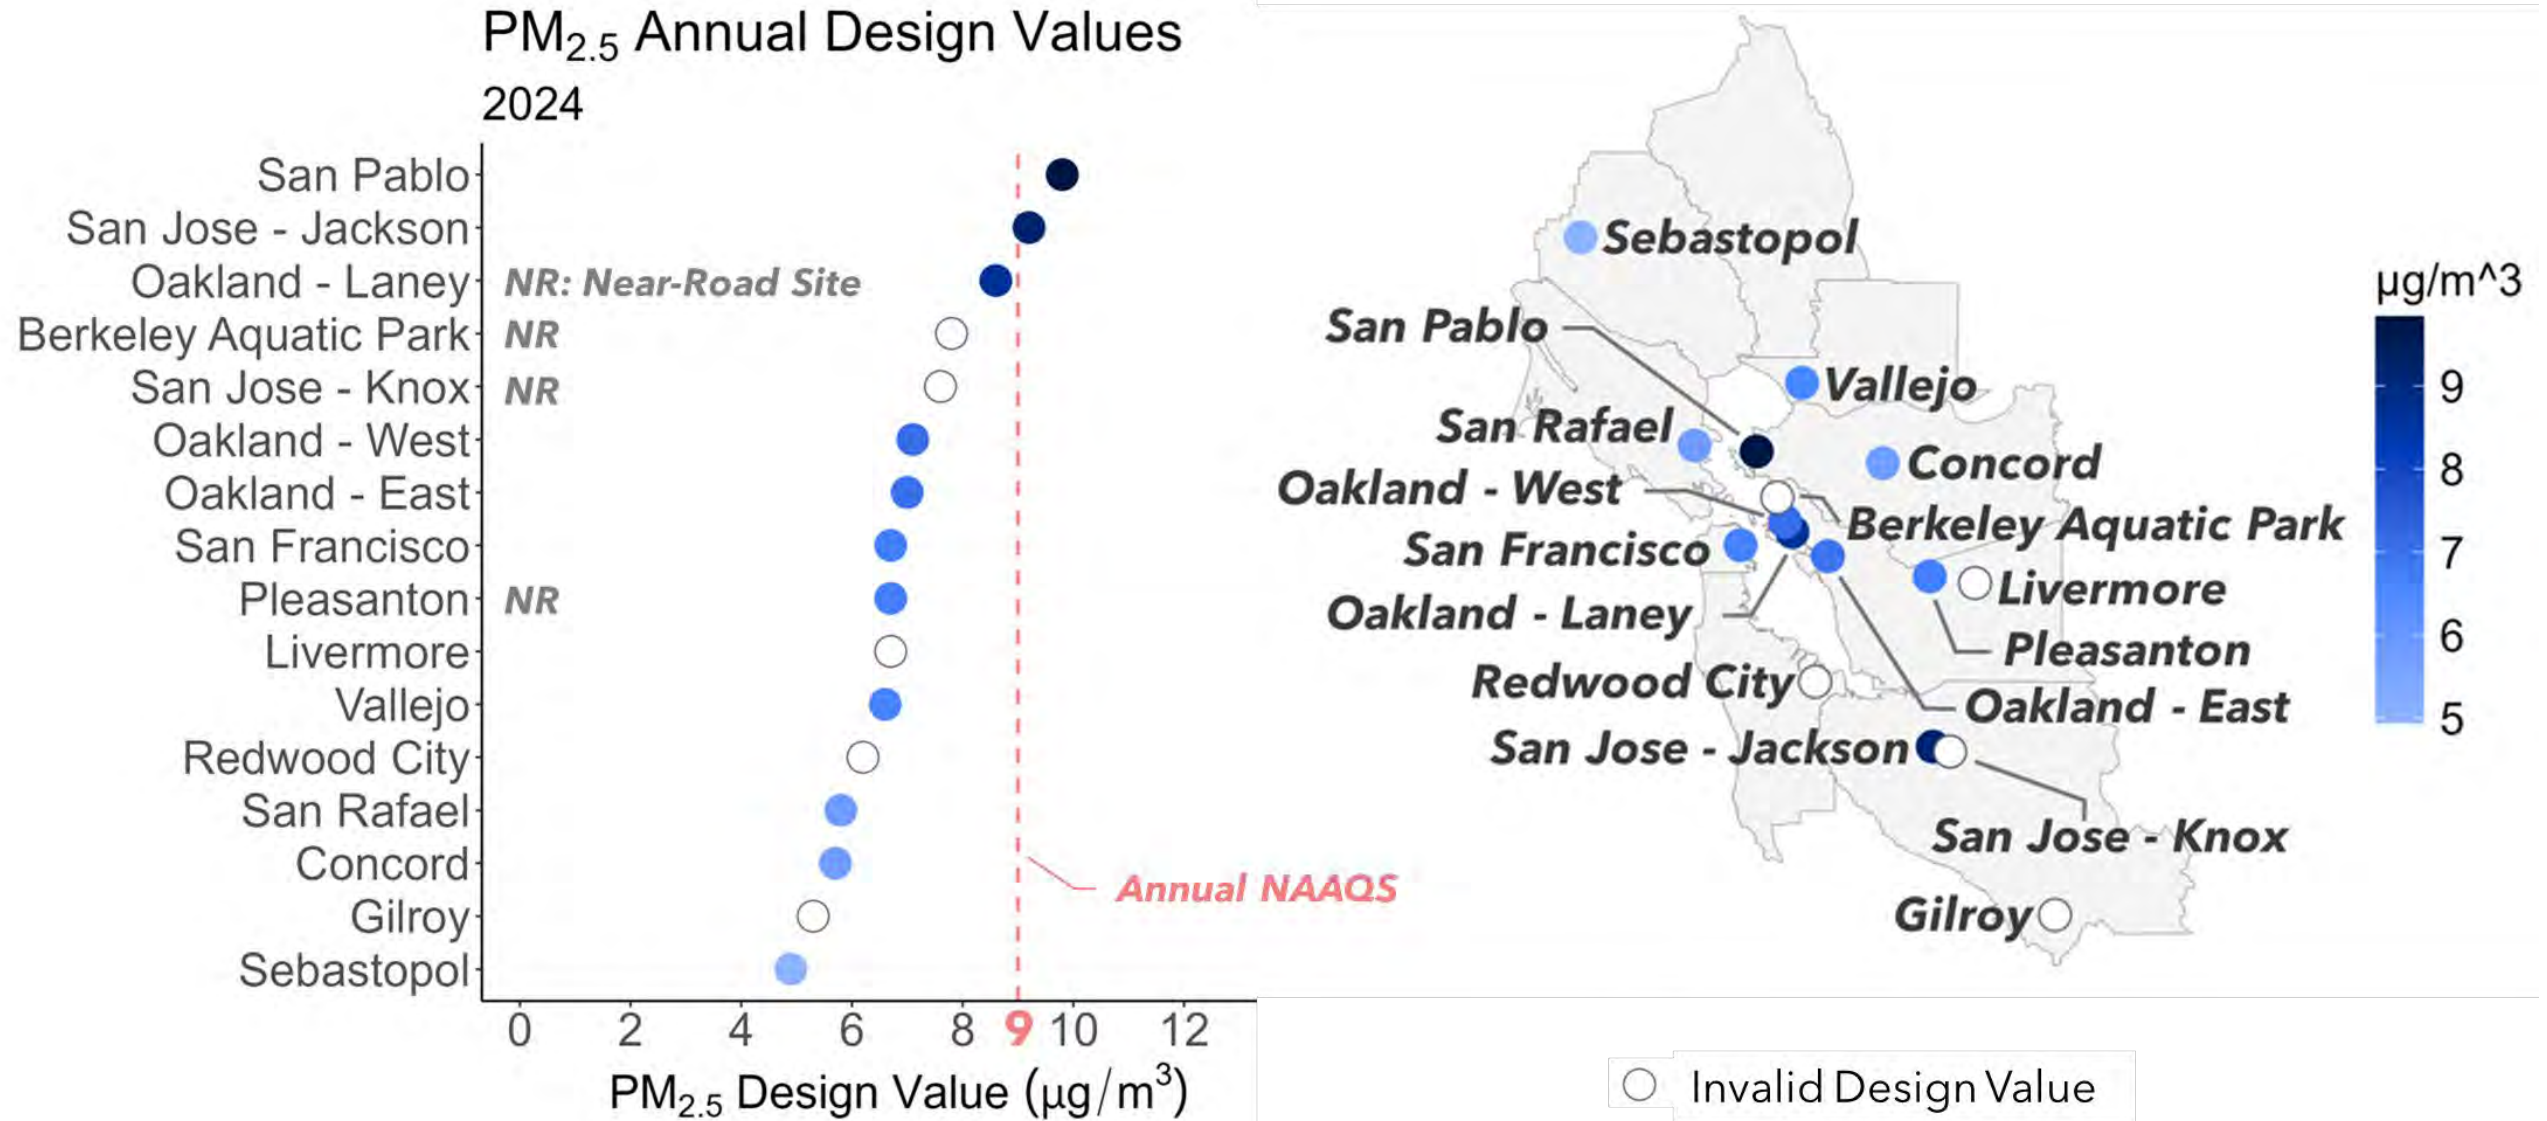 PM₂.₅ Annual Design Values
2024
San Pablo
San Jose - Jackson
Oakland - Laney NR: Near-Road Site
Berkeley Aquatic Park NR
San Jose - Knox NR
Oakland - West
Oakland - East
San Francisco
Pleasanton NR
Livermore
Vallejo
Redwood City
San Rafael
Concord
Gilroy
Sebastopol
Annual NAAQS
0 2 4 6 8 9 10 12
PM₂.₅ Design Value (μg/m³)
Sebastopol
San Pablo
Vallejo
San Rafael
Concord
Oakland - West
Berkeley Aquatic Park
San Francisco
Livermore
Oakland - Laney
Pleasanton
Redwood City
Oakland - East
San Jose - Jackson
San Jose - Knox
Gilroy
μg/m^3
9
8
7
6
5
Invalid Design Value